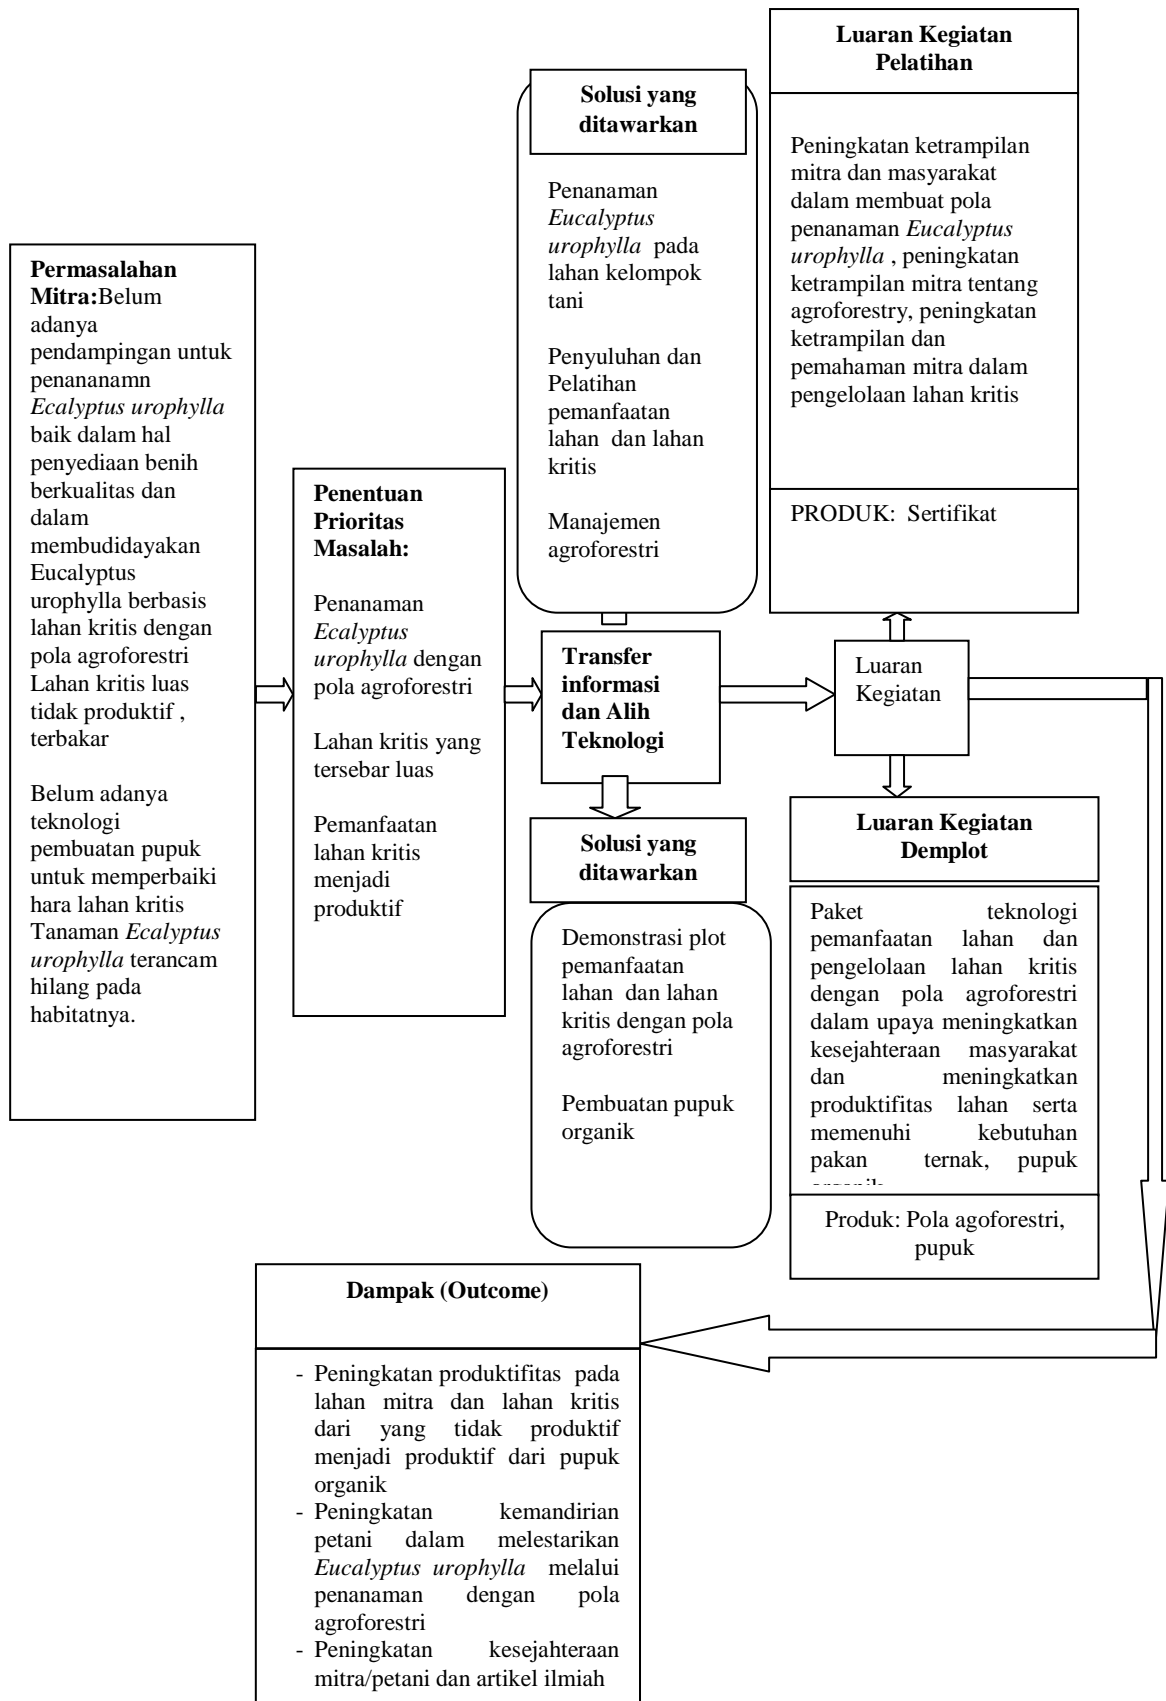 Permasalahan
Mitra:Belum
adanya
pendampingan untuk
penananamn
Ecalyptus urophylla
baik dalam hal
penyediaan benih
berkualitas dan
dalam
membudidayakan
Eucalyptus
urophylla berbasis
lahan kritis dengan
pola agroforestri
Lahan kritis luas
tidak produktif ,
terbakar
Belum adanya
teknologi
pembuatan pupuk
untuk memperbaiki
hara lahan kritis
Tanaman Ecalyptus
urophylla terancam
hilang pada
habitatnya.
Penentuan
Prioritas
Masalah:
Penanaman
Ecalyptus
urophylla dengan
pola agroforestri
Lahan kritis yang
tersebar luas
Pemanfaatan
lahan kritis
menjadi
produktif
Solusi yang
ditawarkan
Penanaman
Eucalyptus
urophylla pada
lahan kelompok
tani
Penyuluhan dan
Pelatihan
pemanfaatan
lahan dan lahan
kritis
Manajemen
agroforestri
Transfer
informasi
dan Alih
Teknologi
Solusi yang
ditawarkan
Demonstrasi plot
pemanfaatan
lahan dan lahan
kritis dengan pola
agroforestri
Pembuatan pupuk
organik
Luaran Kegiatan
Pelatihan
Peningkatan ketrampilan
mitra dan masyarakat
dalam membuat pola
penanaman Eucalyptus
urophylla , peningkatan
ketrampilan mitra tentang
agroforestry, peningkatan
ketrampilan dan
pemahaman mitra dalam
pengelolaan lahan kritis
PRODUK: Sertifikat
Luaran
Kegiatan
Luaran Kegiatan
Demplot
Paket teknologi
pemanfaatan lahan dan
pengelolaan lahan kritis
dengan pola agroforestri
dalam upaya meningkatkan
kesejahteraan masyarakat
dan meningkatkan
produktifitas lahan serta
memenuhi kebutuhan
pakan ternak, pupuk
Produk: Pola agoforestri,
pupuk
Dampak (Outcome)
- Peningkatan produktifitas pada
lahan mitra dan lahan kritis
dari yang tidak produktif
menjadi produktif dari pupuk
organik
- Peningkatan kemandirian
petani dalam melestarikan
Eucalyptus urophylla melalui
penanaman dengan pola
agroforestri
- Peningkatan kesejahteraan
mitra/petani dan artikel ilmiah